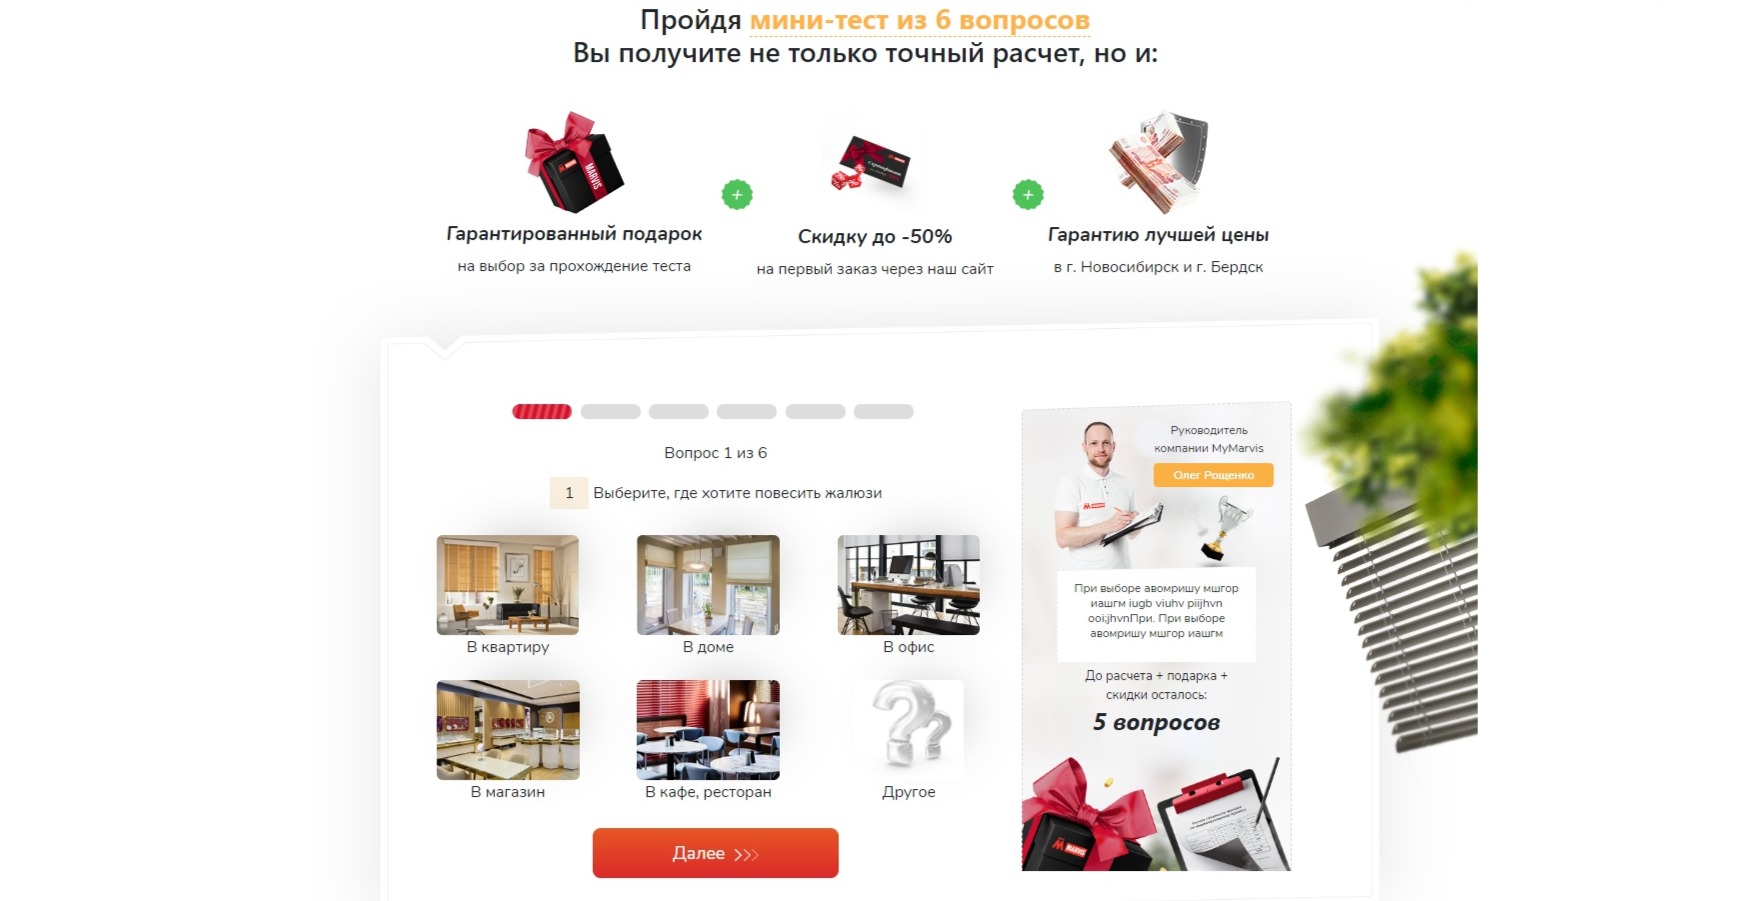 Пройдя мини-тест из 6 вопросов
Вы получите не только точный расчет, но и:
MARVIS
Гарантированный подарок
на выбор за прохождение теста
+
Скидку до -50%
на первый заказ через наш сайт
+
Гарантию лучшей цены
в г. Новосибирск и г. Бердск
Вопрос 1 из 6
1 Выберите, где хотите повесить жалюзи
В квартиру
В доме
В офис
В магазин
В кафе, ресторан
Другое
Далее
Руководитель
компании MyMarvis
Олег Рощенко
При выборе авомришу мшгор
иашгм iugb viuhv piijhvn
ooi;jhvnПри. При выборе
авомришу мшгор иашгм
До расчета + подарка +
скидки осталось:
5 вопросов
MARVIS